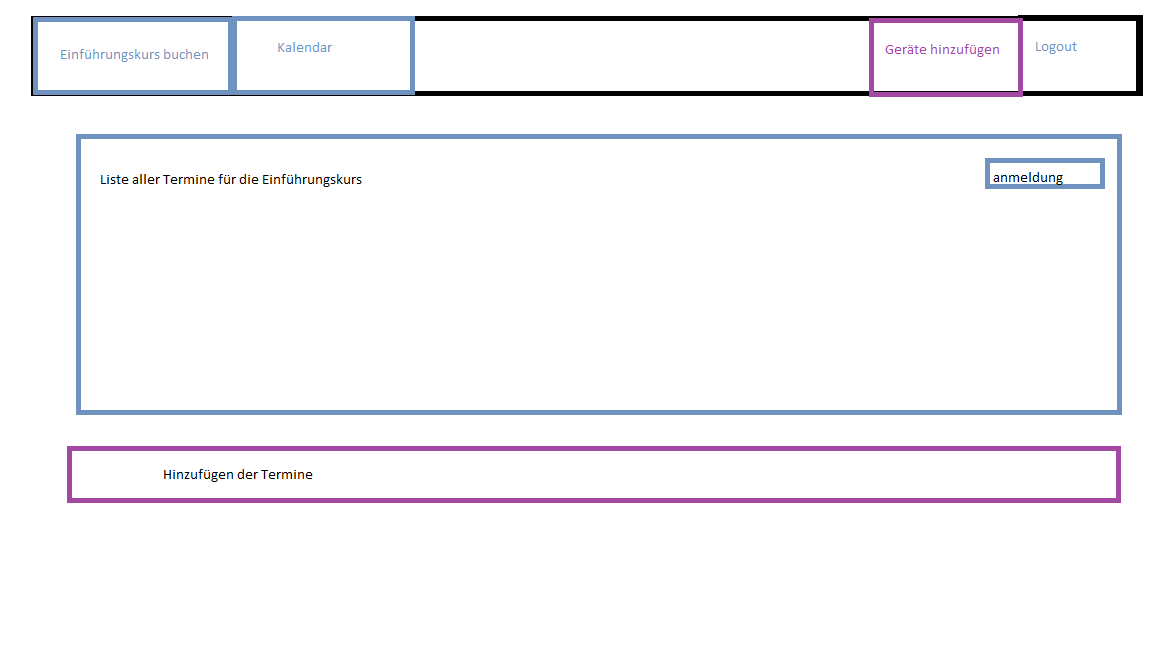 Einführungskurs buchen
Kalendar
Geräte hinzufügen
Logout
Liste aller Termine für die Einführungskurs
anmeldung
Hinzufügen der Termine